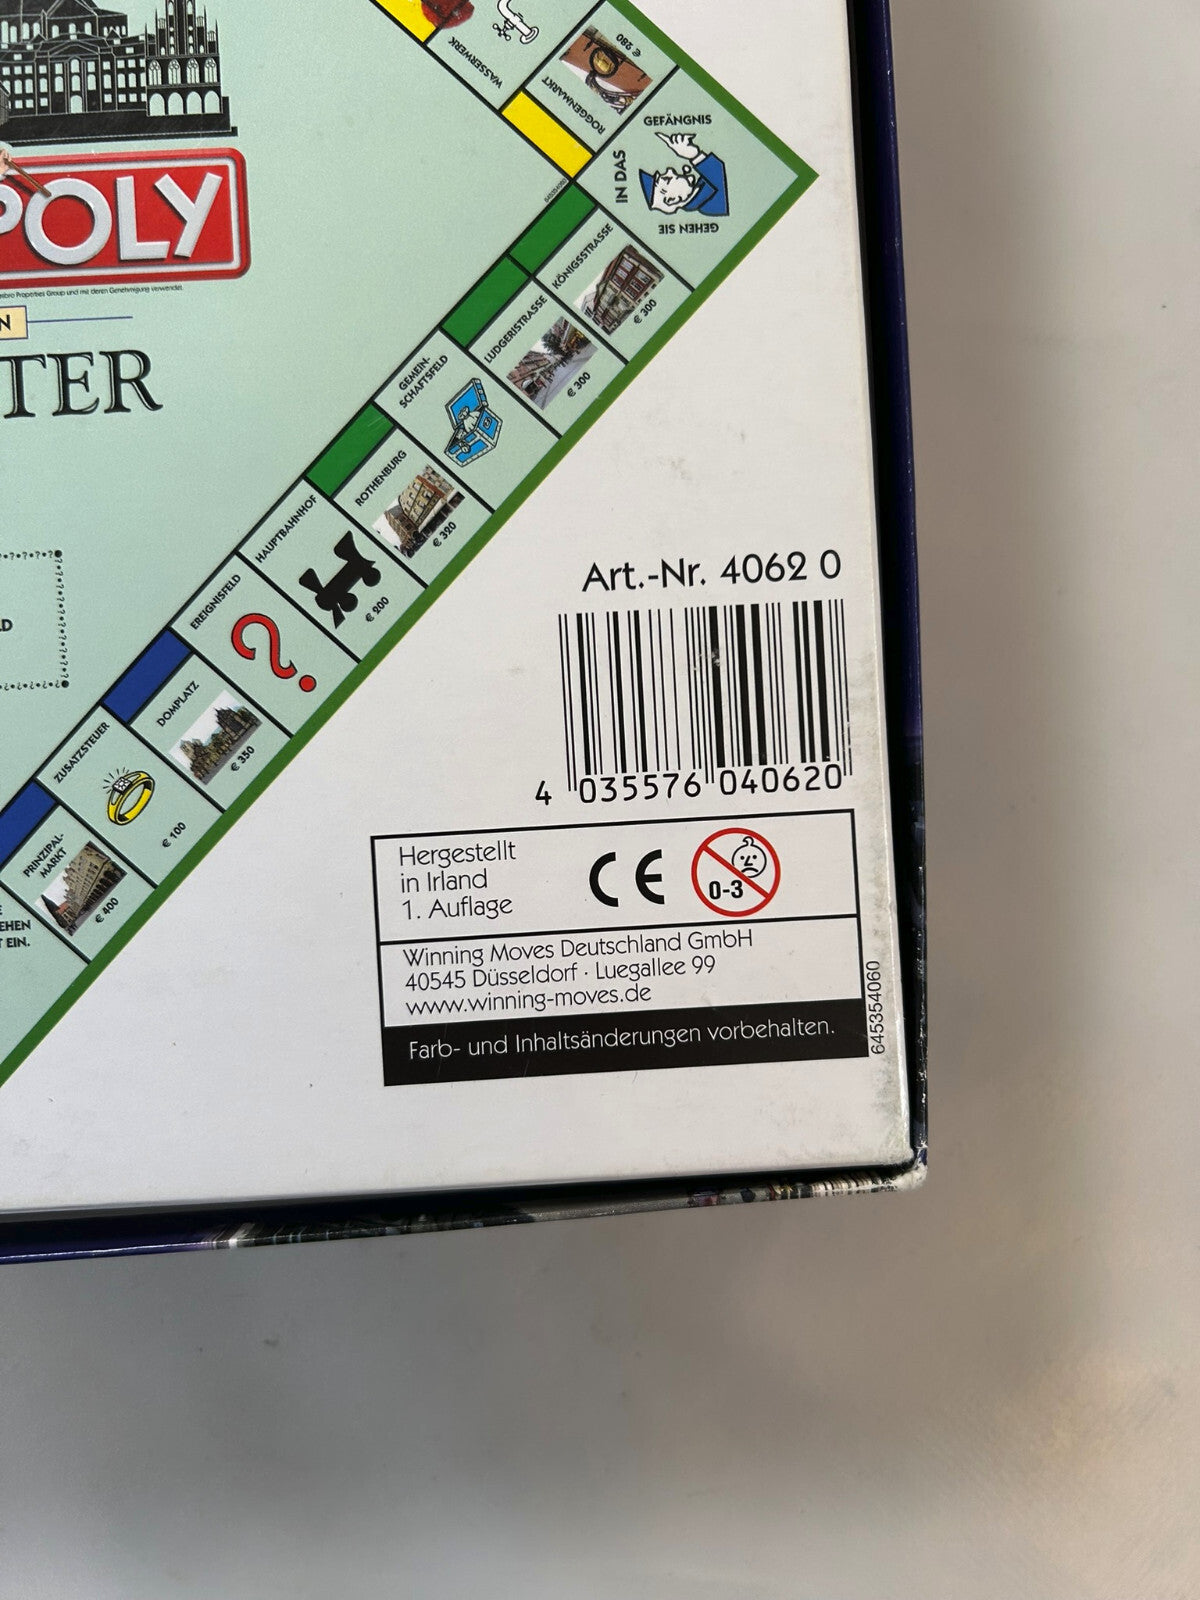 WASSERWERK
€ 280
ROGGENMARKT
GEHEN SIE
IN DAS
GEFÄNGNIS
POLY
TER
KÖNIGSSTRASSE
€ 300
LUDGERISTRASSE
€ 300
GEMEIN-
SCHAFTSFELD
ROTHENBURG
€ 320
HAUPTBAHNHOF
€ 200
EREIGNISFELD
?
DOMPLATZ
€ 350
ZUSATZSTEUER
€ 100
PRINZIPAL-
MARKT
€ 400
EHEN
EIN.
Art.-Nr. 4062 0
4 035576 040620
Hergestellt
in Irland
1. Auflage
CE
0-3
Winning Moves Deutschland GmbH
40545 Düsseldorf · Luegallee 99
www.winning-moves.de
Farb- und Inhaltsänderungen vorbehalten.
645354060